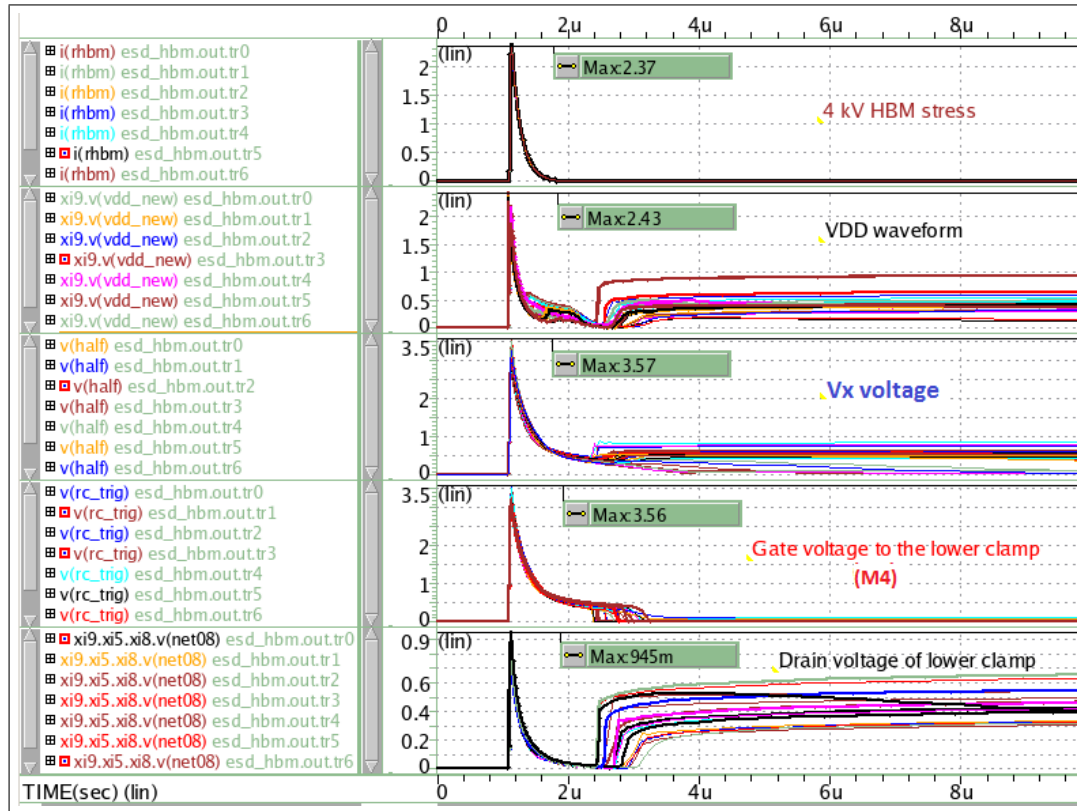 0 2u 4u 6u 8u
i(rhbm) esd_hbm.out.tr0
i(rhbm) esd_hbm.out.tr1
i(rhbm) esd_hbm.out.tr2
i(rhbm) esd_hbm.out.tr3
i(rhbm) esd_hbm.out.tr4
i(rhbm) esd_hbm.out.tr5
i(rhbm) esd_hbm.out.tr6
(lin)
2
1.5
1
0.5
0
Max:2.37
4 kV HBM stress
xi9.v(vdd_new) esd_hbm.out.tr0
xi9.v(vdd_new) esd_hbm.out.tr1
xi9.v(vdd_new) esd_hbm.out.tr2
xi9.v(vdd_new) esd_hbm.out.tr3
xi9.v(vdd_new) esd_hbm.out.tr4
xi9.v(vdd_new) esd_hbm.out.tr5
xi9.v(vdd_new) esd_hbm.out.tr6
(lin)
2
1.5
1
0.5
0
Max:2.43
VDD waveform
v(half) esd_hbm.out.tr0
v(half) esd_hbm.out.tr1
v(half) esd_hbm.out.tr2
v(half) esd_hbm.out.tr3
v(half) esd_hbm.out.tr4
v(half) esd_hbm.out.tr5
v(half) esd_hbm.out.tr6
3.5
(lin)
2
1
0
Max:3.57
Vx voltage
v(rc_trig) esd_hbm.out.tr0
v(rc_trig) esd_hbm.out.tr1
v(rc_trig) esd_hbm.out.tr2
v(rc_trig) esd_hbm.out.tr3
v(rc_trig) esd_hbm.out.tr4
v(rc_trig) esd_hbm.out.tr5
v(rc_trig) esd_hbm.out.tr6
3.5
(lin)
2
1
0
Max:3.56
Gate voltage to the lower clamp
(M4)
xi9.xi5.xi8.v(net08) esd_hbm.out.tr0
xi9.xi5.xi8.v(net08) esd_hbm.out.tr1
xi9.xi5.xi8.v(net08) esd_hbm.out.tr2
xi9.xi5.xi8.v(net08) esd_hbm.out.tr3
xi9.xi5.xi8.v(net08) esd_hbm.out.tr4
xi9.xi5.xi8.v(net08) esd_hbm.out.tr5
xi9.xi5.xi8.v(net08) esd_hbm.out.tr6
0.9
(lin)
0.6
0.4
0.2
0
Max:945m
Drain voltage of lower clamp
TIME(sec) (lin)
0 2u 4u 6u 8u